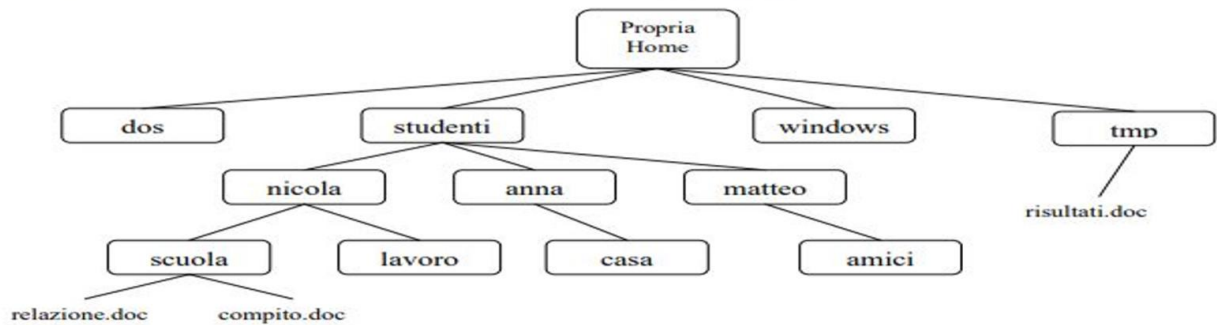 Propria
Home
dos
studenti
windows
tmp
nicola
anna
matteo
risultati.doc
scuola
lavoro
casa
amici
relazione.doc
compito.doc